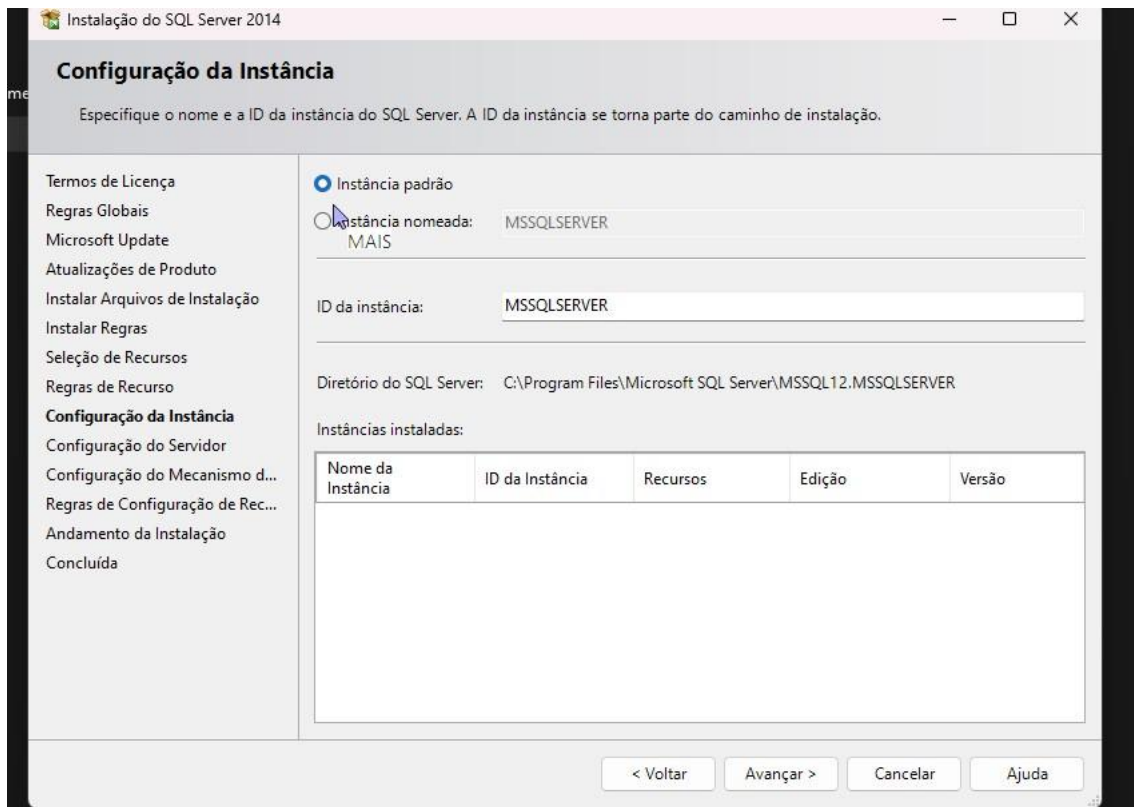 Instalação do SQL Server 2014
Configuração da Instância
me
Especifique o nome e a ID da instância do SQL Server. A ID da instância se torna parte do caminho de instalação.
Termos de Licença
Regras Globais
Microsoft Update
Atualizações de Produto
Instalar Arquivos de Instalação
Instalar Regras
Seleção de Recursos
Regras de Recurso
Configuração da Instância
Configuração do Servidor
Configuração do Mecanismo d...
Regras de Configuração de Rec...
Andamento da Instalação
Concluída
Instância padrão
Instância nomeada: MSSQLSERVER
MAIS
ID da instância: MSSQLSERVER
Diretório do SQL Server: C:\Program Files\Microsoft SQL Server\MSSQL12.MSSQLSERVER
Instâncias instaladas:
Nome da Instância ID da Instância Recursos Edição Versão
< Voltar Avançar > Cancelar Ajuda